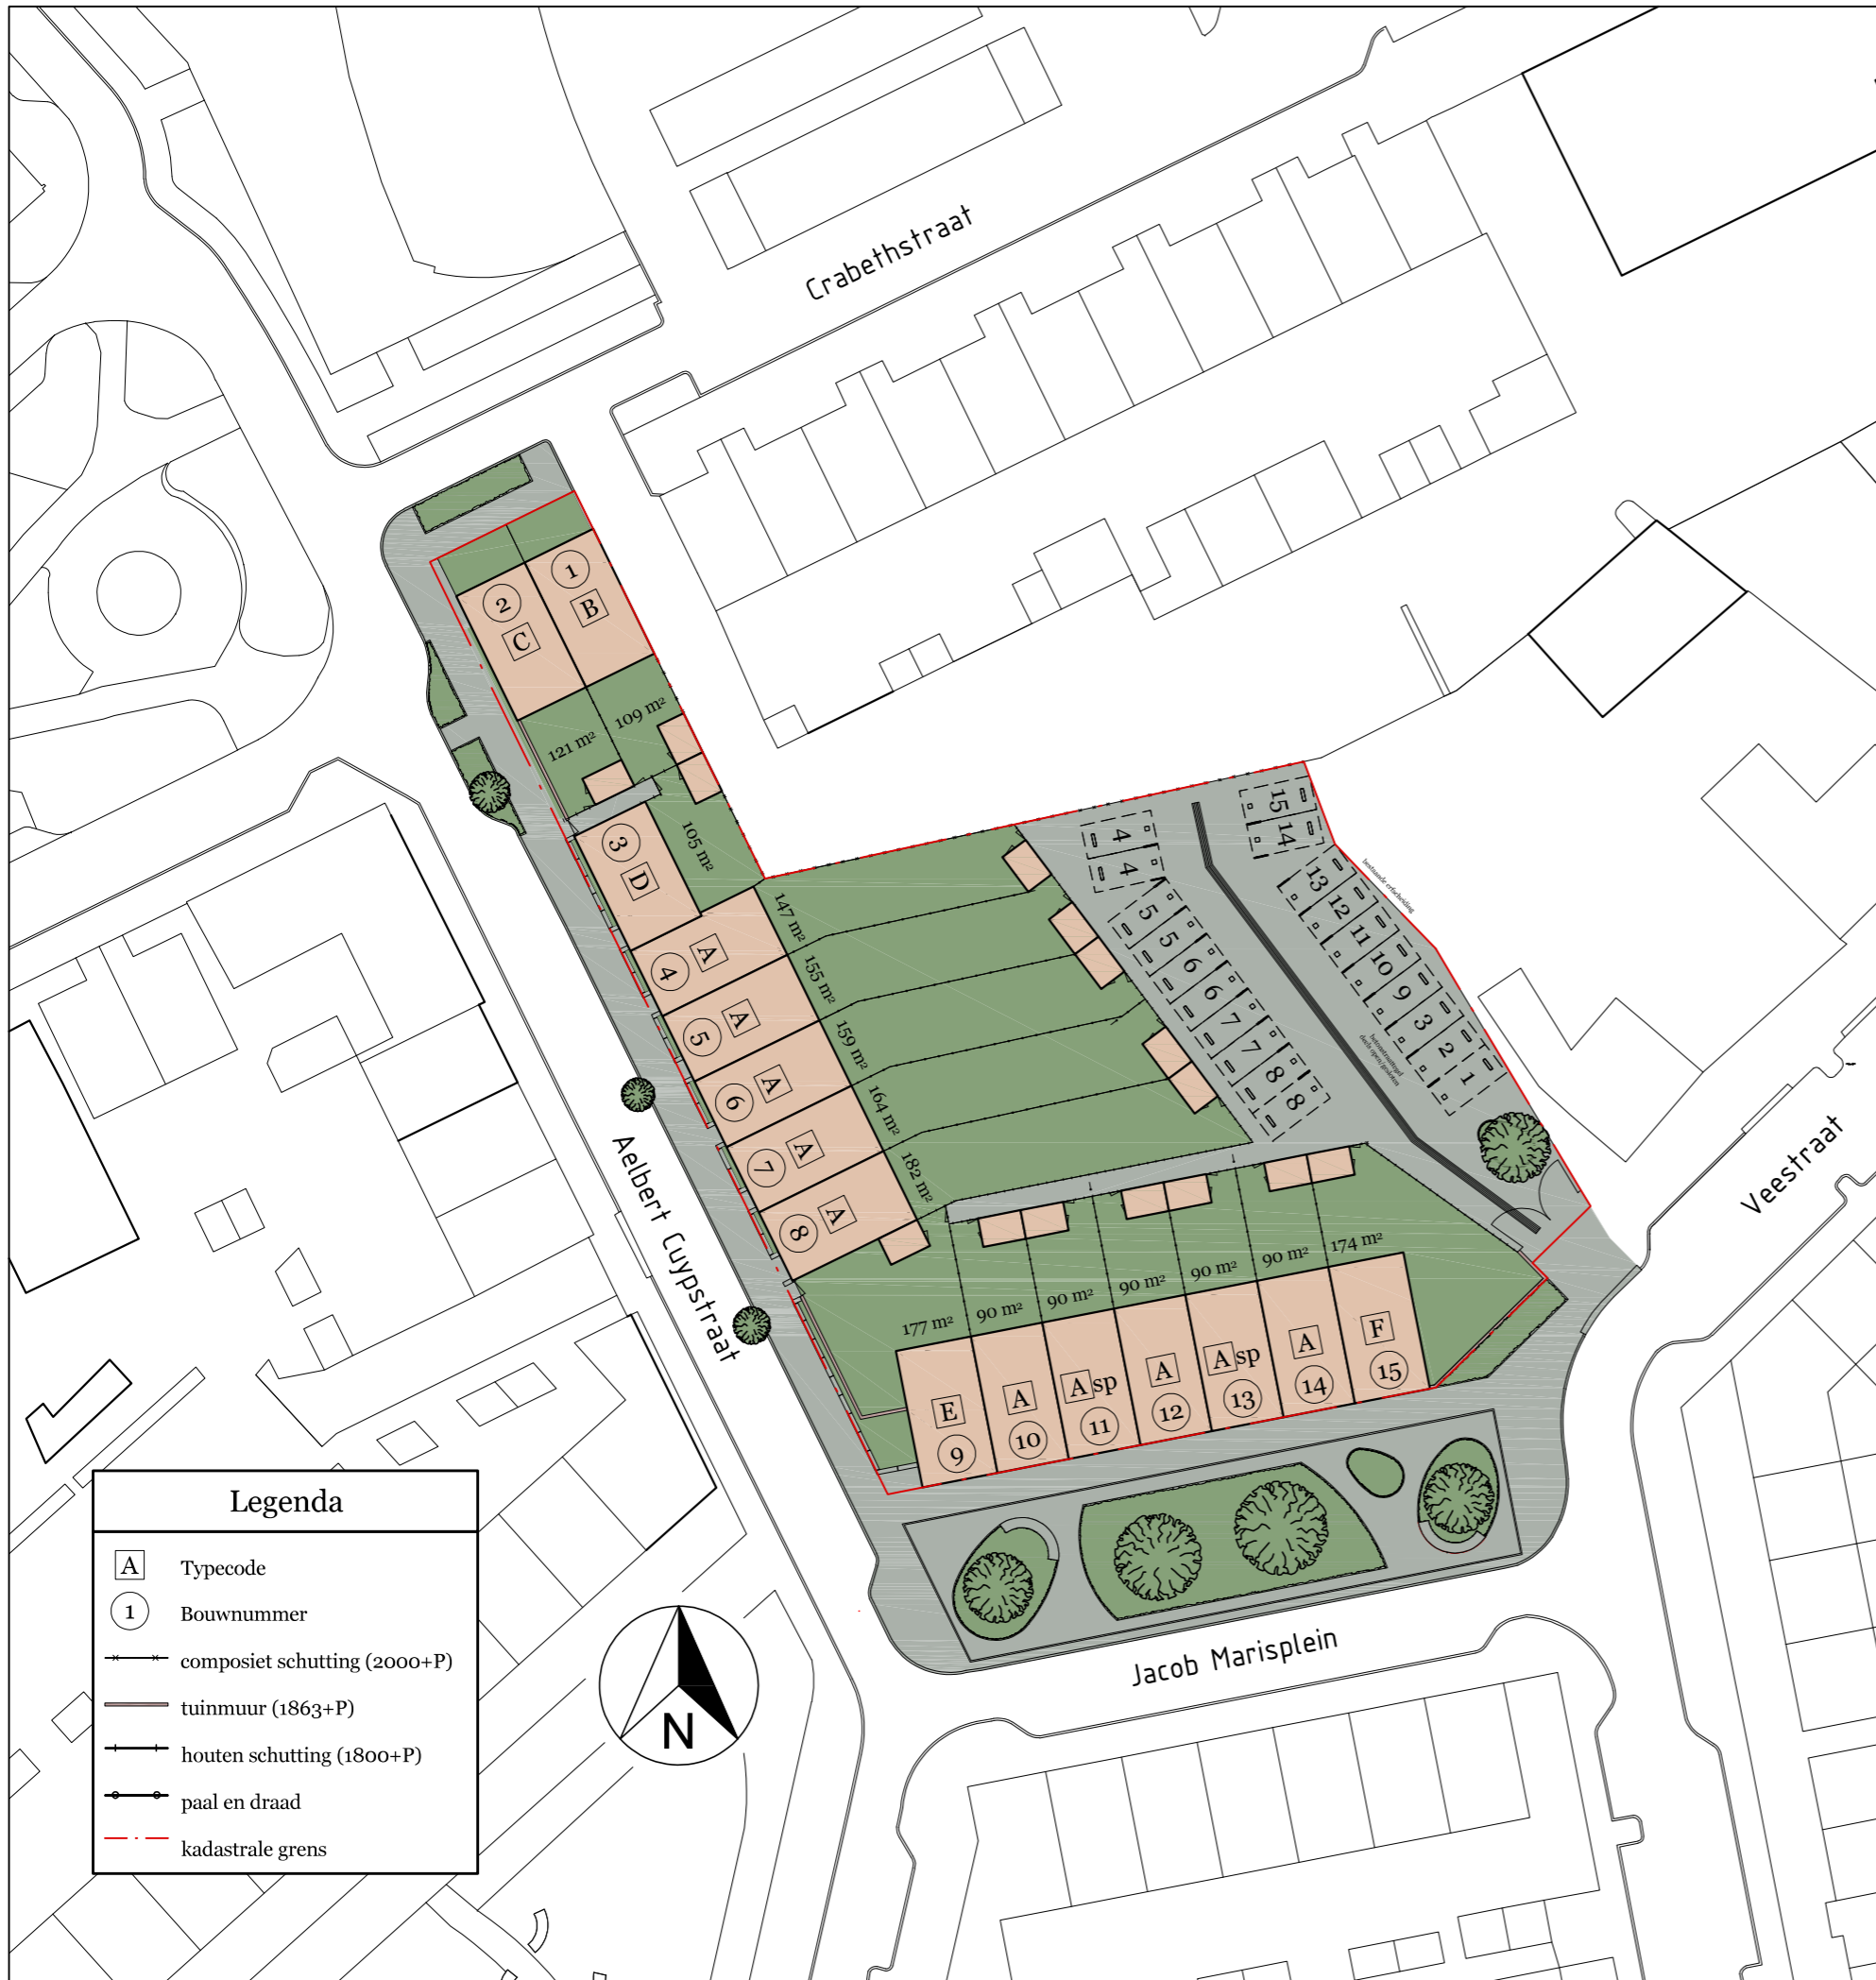 Crabethstraat
1
B
2
C
109 m²
121 m²
3
D
105 m²
4
A
147 m²
5
A
155 m²
6
A
159 m²
7
A
164 m²
8
A
182 m²
15
14
4
4
13
12
11
10
9
3
2
1
5
5
6
6
7
7
8
8
bestaande erfscheiding
Aelbert Cuypstraat
Veestraat
177 m²
90 m²
90 m²
90 m²
90 m²
90 m²
174 m²
E
9
A
10
Asp
11
A
12
Asp
13
A
14
F
15
Jacob Marisplein
N
Legenda
A Typecode
1 Bouwnummer
composiet schutting (2000+P)
tuinmuur (1863+P)
houten schutting (1800+P)
paal en draad
kadastrale grens